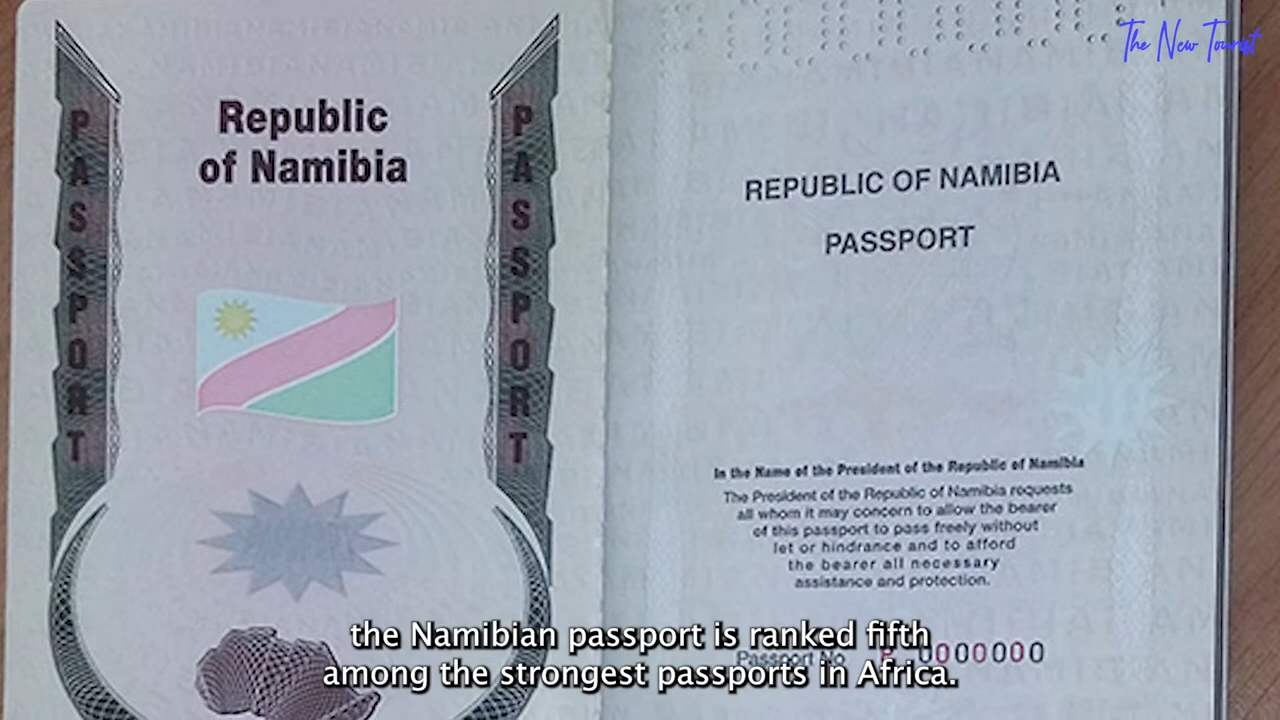 The New Tourist
PASSPORT
Republic
of Namibia
PASSPORT
REPUBLIC OF NAMIBIA
PASSPORT
In the Name of the President of the Republic of Namibia
The President of the Republic of Namibia requests
all whom it may concern to allow the bearer
of this passport to pass freely without
let or hindrance and to afford
the bearer all necessary
assistance and protection.
Passport No P 0000000
the Namibian passport is ranked fifth
among the strongest passports in Africa.